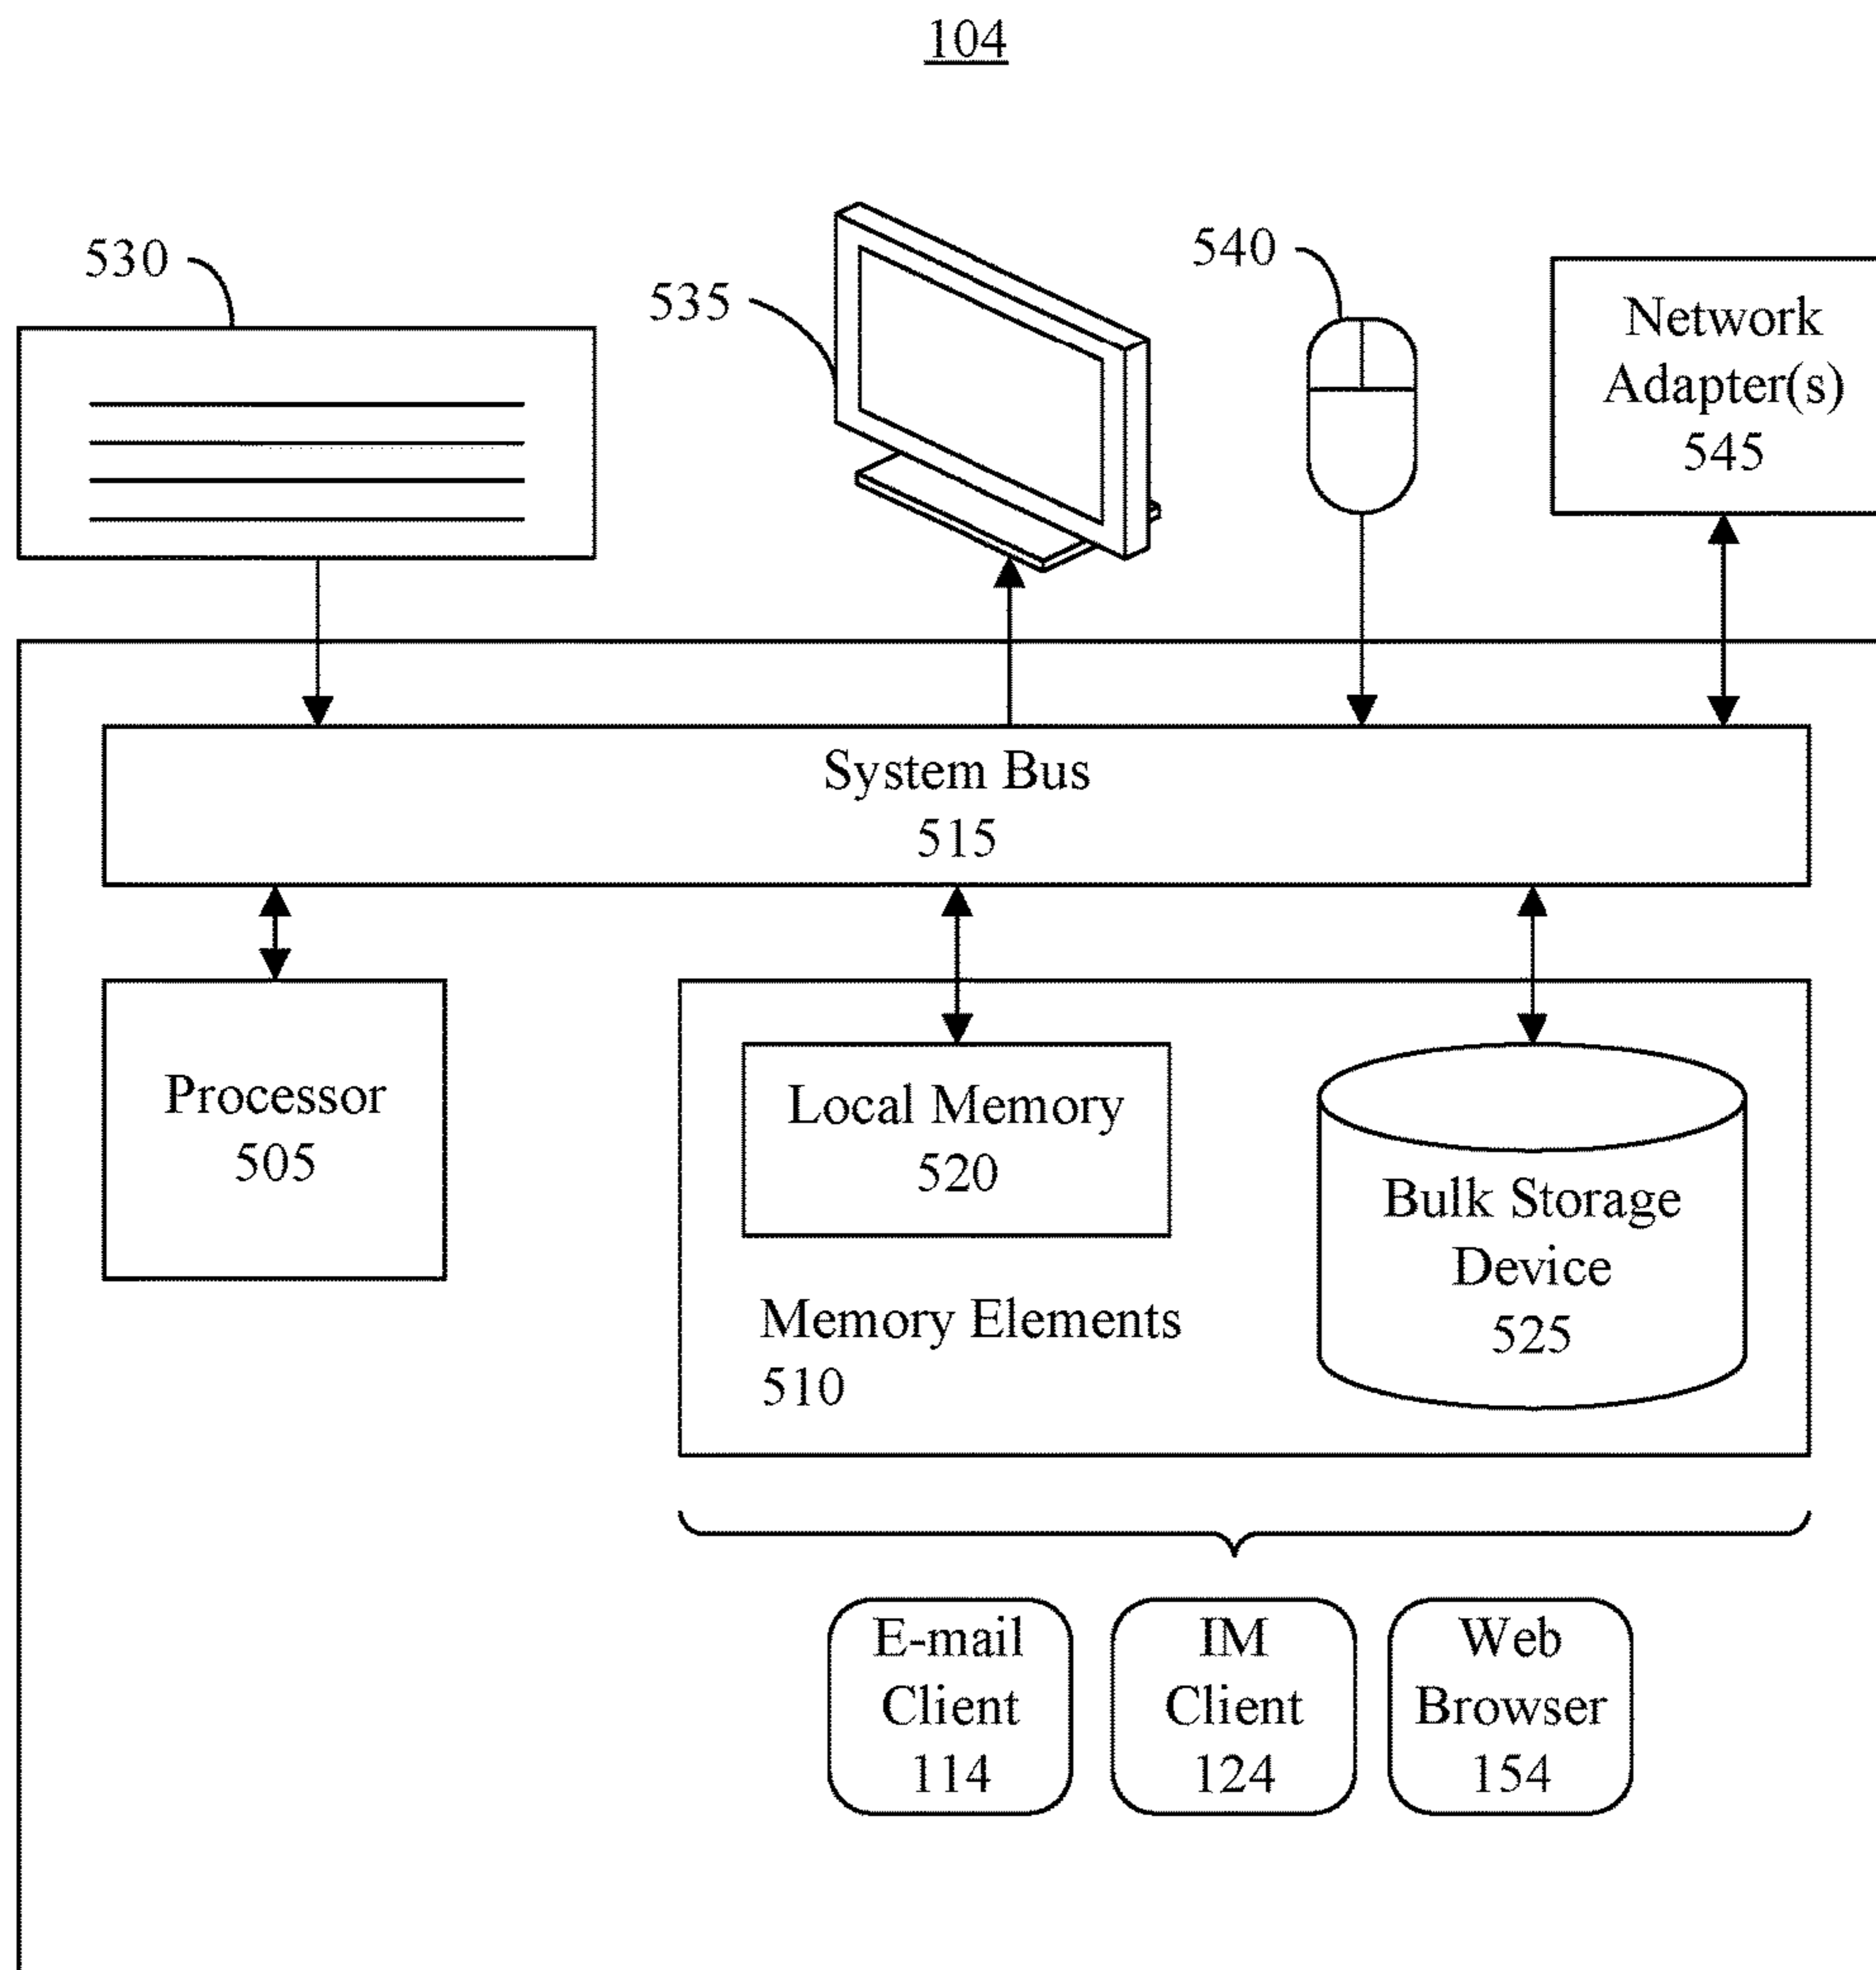 104
530
535
540
Network
Adapter(s)
545
System Bus
515
Processor
505
Local Memory
520
Bulk Storage
Device
525
Memory Elements
510
E-mail
Client
114
IM
Client
124
Web
Browser
154